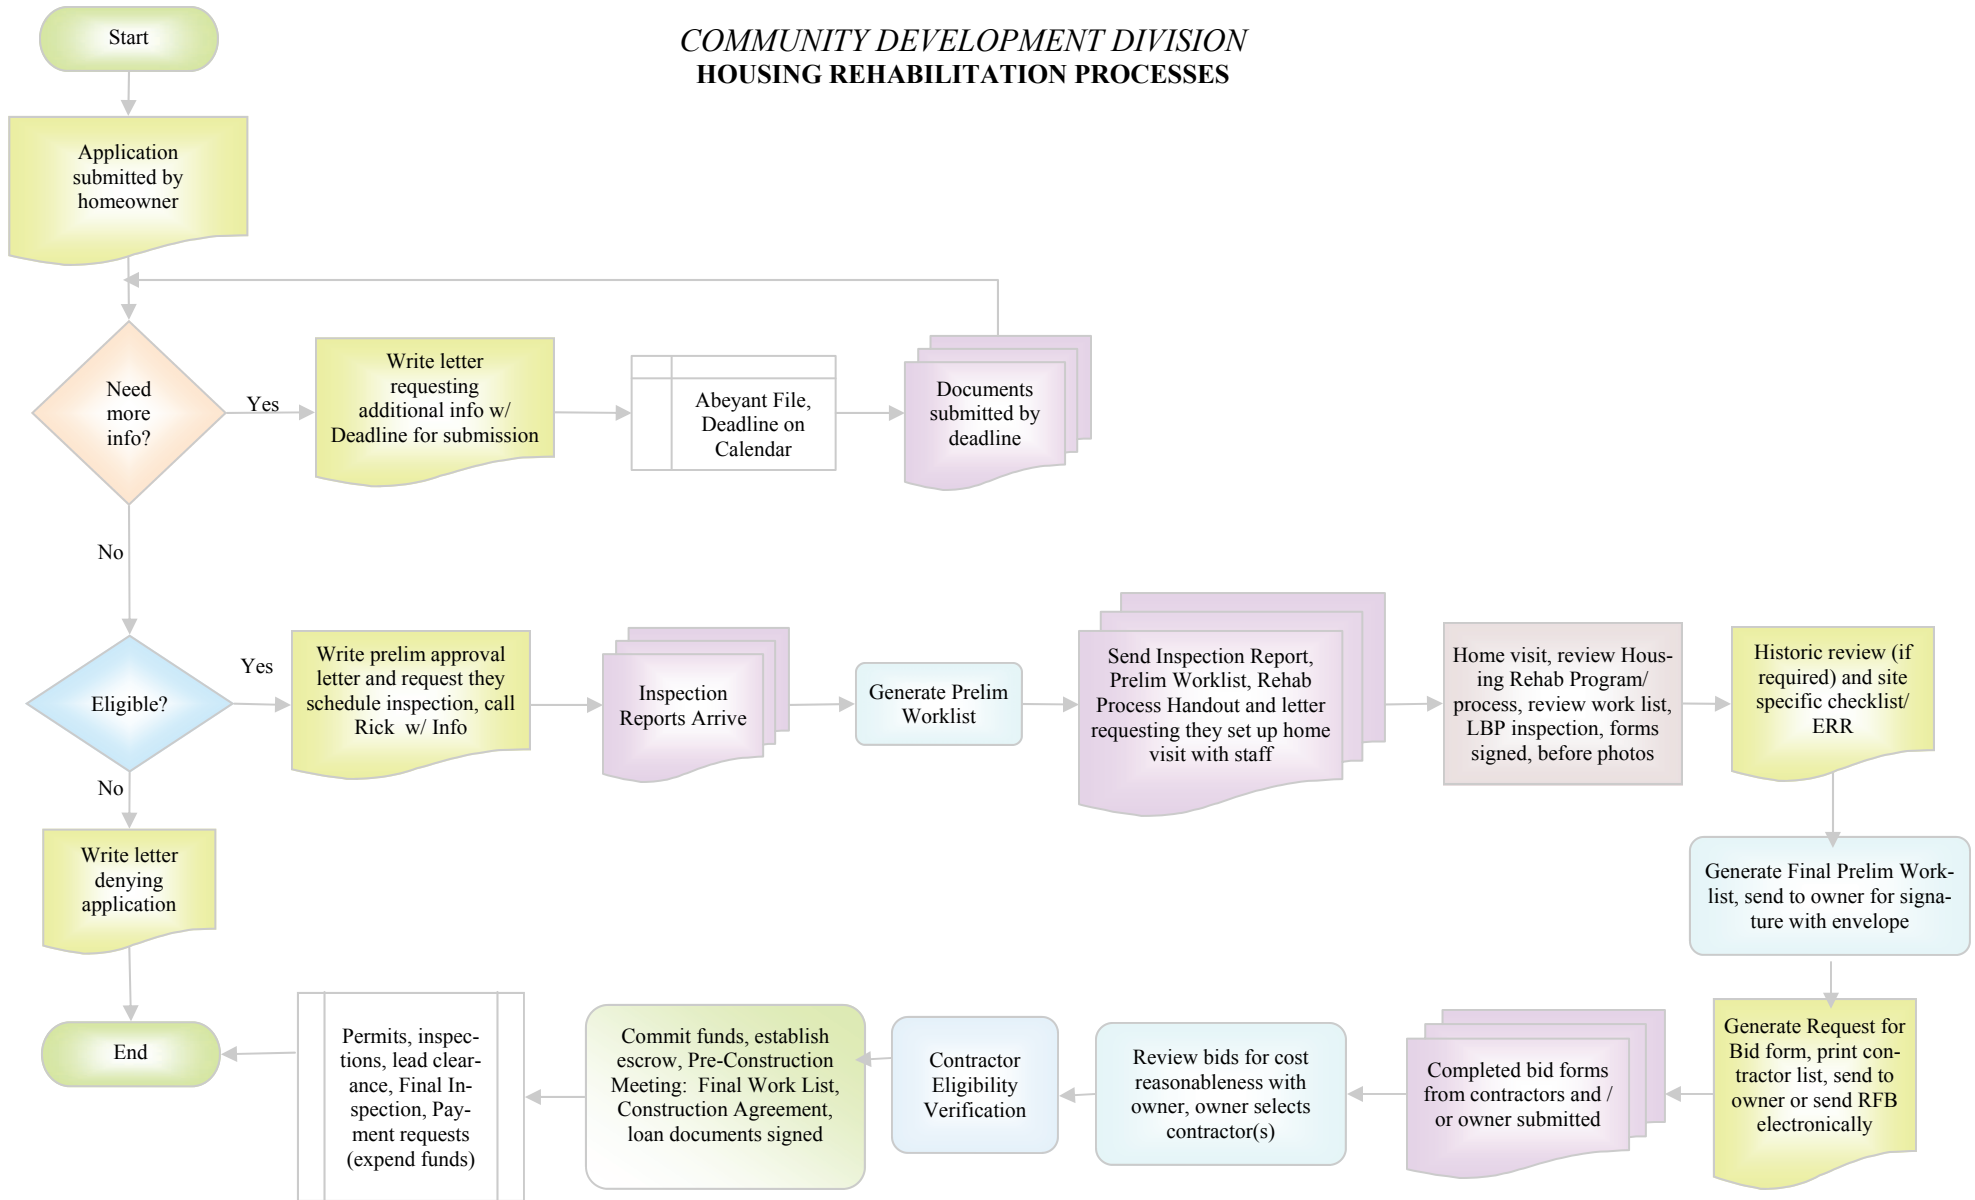 COMMUNITY DEVELOPMENT DIVISION
HOUSING REHABILITATION PROCESSES
Start
Application
submitted by
homeowner
Need
more
info?
Yes
Write letter
requesting
additional info w/
Deadline for submission
Abeyant File,
Deadline on
Calendar
Documents
submitted by
deadline
No
Eligible?
Yes
Write prelim approval
letter and request they
schedule inspection, call
Rick w/ Info
Inspection
Reports Arrive
Generate Prelim
Worklist
Send Inspection Report,
Prelim Worklist, Rehab
Process Handout and letter
requesting they set up home
visit with staff
Home visit, review Hous-
ing Rehab Program/
process, review work list,
LBP inspection, forms
signed, before photos
Historic review (if
required) and site
specific checklist/
ERR
No
Write letter
denying
application
Generate Final Prelim Work-
list, send to owner for signa-
ture with envelope
Generate Request for
Bid form, print con-
tractor list, send to
owner or send RFB
electronically
Completed bid forms
from contractors and /
or owner submitted
Review bids for cost
reasonableness with
owner, owner selects
contractor(s)
Contractor
Eligibility
Verification
Commit funds, establish
escrow, Pre-Construction
Meeting: Final Work List,
Construction Agreement,
loan documents signed
Permits, inspec-
tions, lead clear-
ance, Final In-
spection, Pay-
ment requests
(expend funds)
End